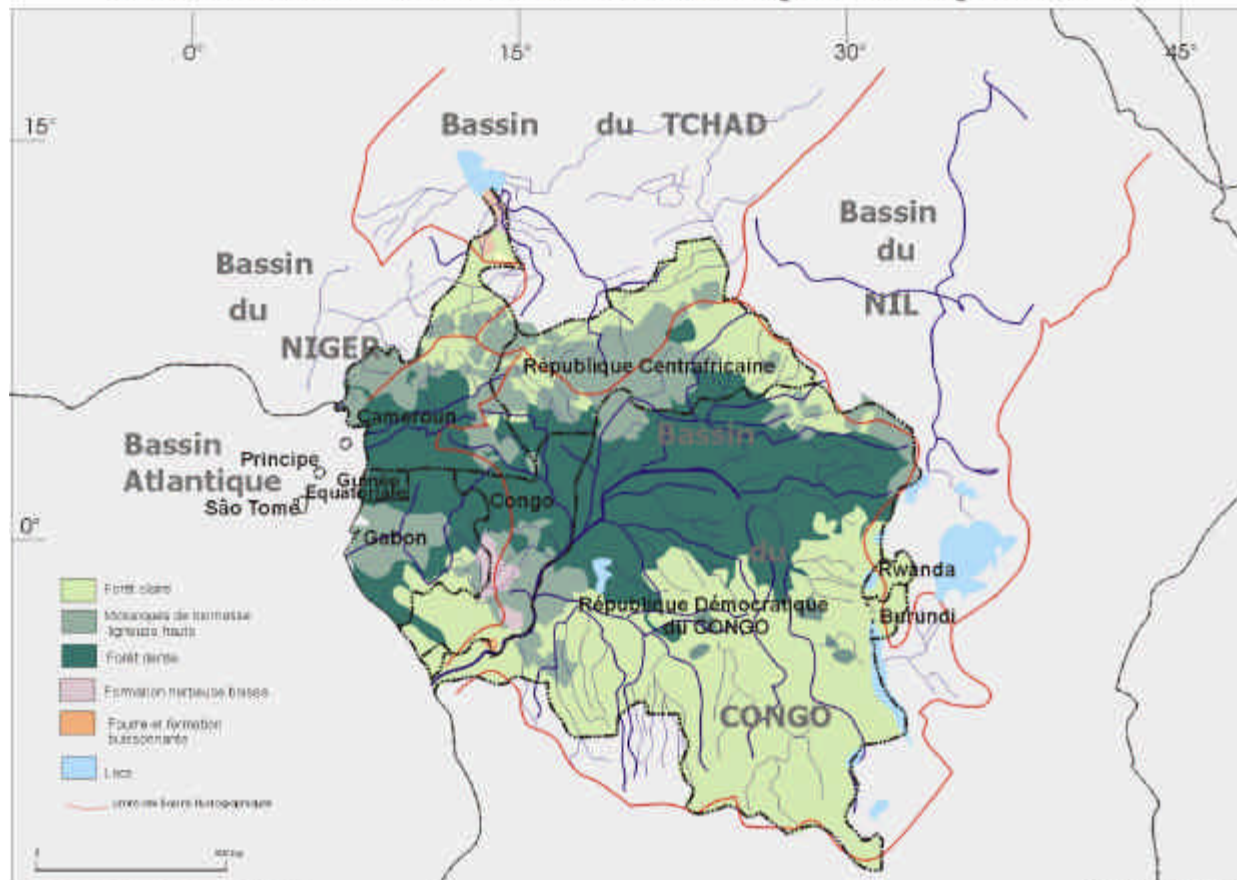 0°
15°
30°
45°
15°
Bassin du TCHAD
Bassin
du
NIL
Bassin
du
NIGER
République Centrafricaine
Cameroun
Bassin
Bassin
Atlantique
Principe
Guinée
Equatoriale
São Tomé
Congo
0°
Gabon
du
Rwanda
Burundi
République Démocratique
du CONGO
CONGO
Forêt claire
Mosaïques de
ligneuse hauts
Forêt dense
Formation herbeuse basse
Fourre et formation
buissonnante
Lacs
0